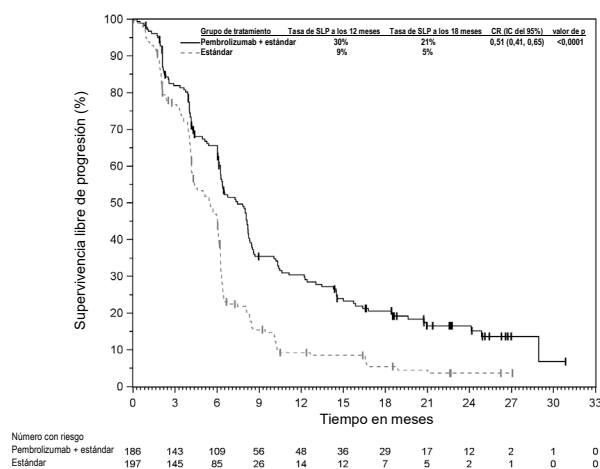 Grupo de tratamiento Tasa de SLP a los 12 meses Tasa de SLP a los 18 meses CR (IC del 95%) valor de p
Pembrolizumab + estándar 30% 21% 0,51 (0,41, 0,65) <0,0001
Estándar 9% 5%
100
90
80
70
60
50
40
30
20
10
0
Supervivencia libre de progresión (%)
0 3 6 9 12 15 18 21 24 27 30 33
Tiempo en meses
Número con riesgo
Pembrolizumab + estándar 186 143 109 56 48 36 29 17 12 2 1 0
Estándar 197 145 85 26 14 12 7 5 2 1 0 0